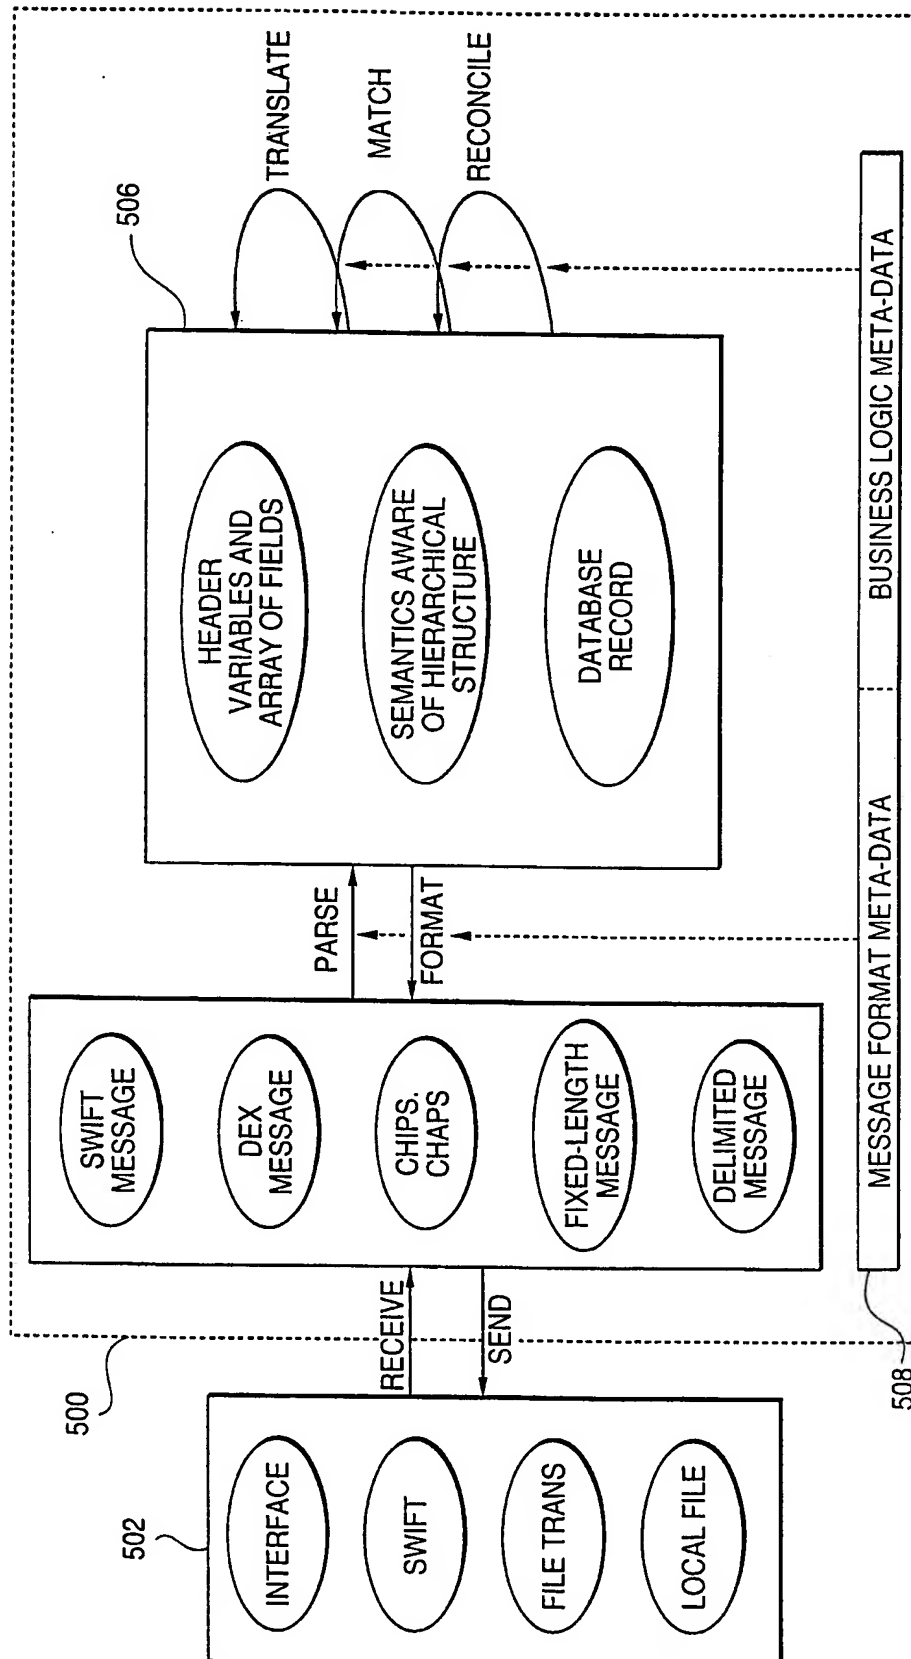 500
502
INTERFACE
SWIFT
FILE TRANS
LOCAL FILE
RECEIVE
SEND
SWIFT
MESSAGE
DEX
MESSAGE
CHIPS.
CHAPS
FIXED-LENGTH
MESSAGE
DELIMITED
MESSAGE
PARSE
FORMAT
506
HEADER
VARIABLES AND
ARRAY OF FIELDS
SEMANTICS AWARE
OF HIERARCHICAL
STRUCTURE
DATABASE
RECORD
TRANSLATE
MATCH
RECONCILE
508
MESSAGE FORMAT META-DATA
BUSINESS LOGIC META-DATA